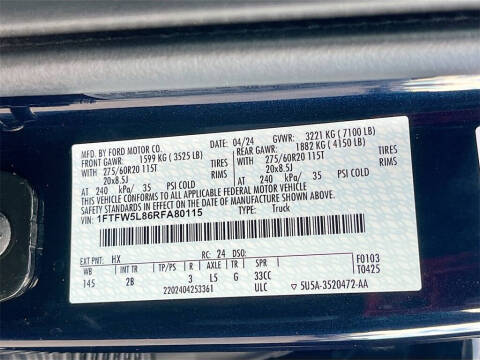 MFD. BY FORD MOTOR CO. 04/24 GVWR: 3221 KG ( 7100 LB)
FRONT GAWR: 1599 KG ( 3525 LB) REAR GAWR: 1882 KG ( 4150 LB)
WITH 275/60R20 115T TIRES WITH 275/60R20 115T TIRES
20x8.5J RIMS 20x8.5J RIMS
AT 240 kPa/ 35 PSI COLD AT 240 kPa/ 35 PSI COLD
THIS VEHICLE CONFORMS TO ALL APPLICABLE FEDERAL MOTOR VEHICLE
SAFETY STANDARDS IN EFFECT ON THE DATE OF MANUFACTURE SHOWN ABOVE.
VIN: 1FTFW5L86RFA80115 TYPE: Truck
EXT PNT: HX RC: 24 DSO: F0103
WB INT TR TP/PS R AXLE TR SPR T0425
145 2B 3 L5 G 33CC
2202404253361 ULC 5U5A-3520472-AA